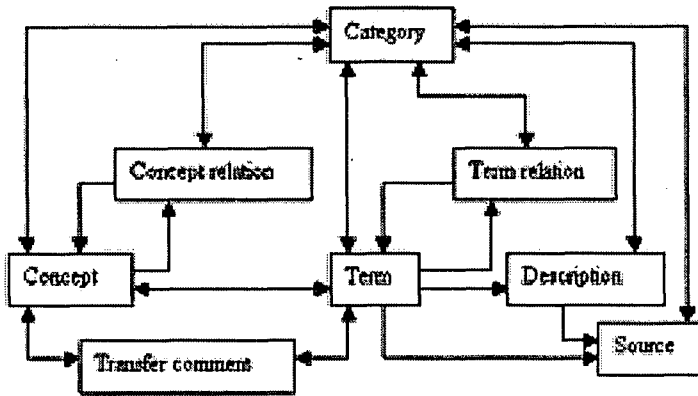 Category
Concept relation
Term relation
Concept
Term
Description
Source
Transfer comment